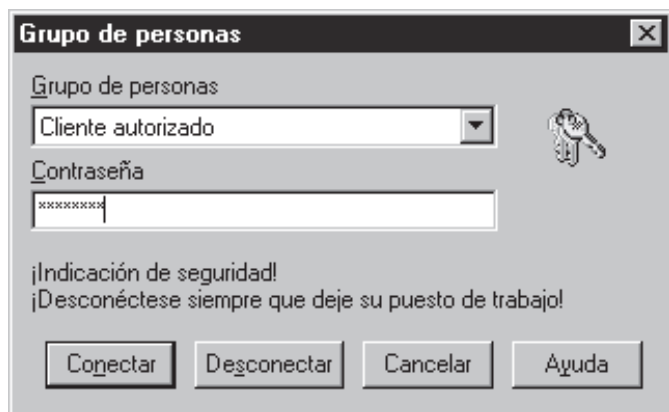 Grupo de personas
Grupo de personas
Cliente autorizado
Contraseña
********
¡Indicación de seguridad!
¡Desconéctese siempre que deje su puesto de trabajo!
Conectar Desconectar Cancelar Ayuda